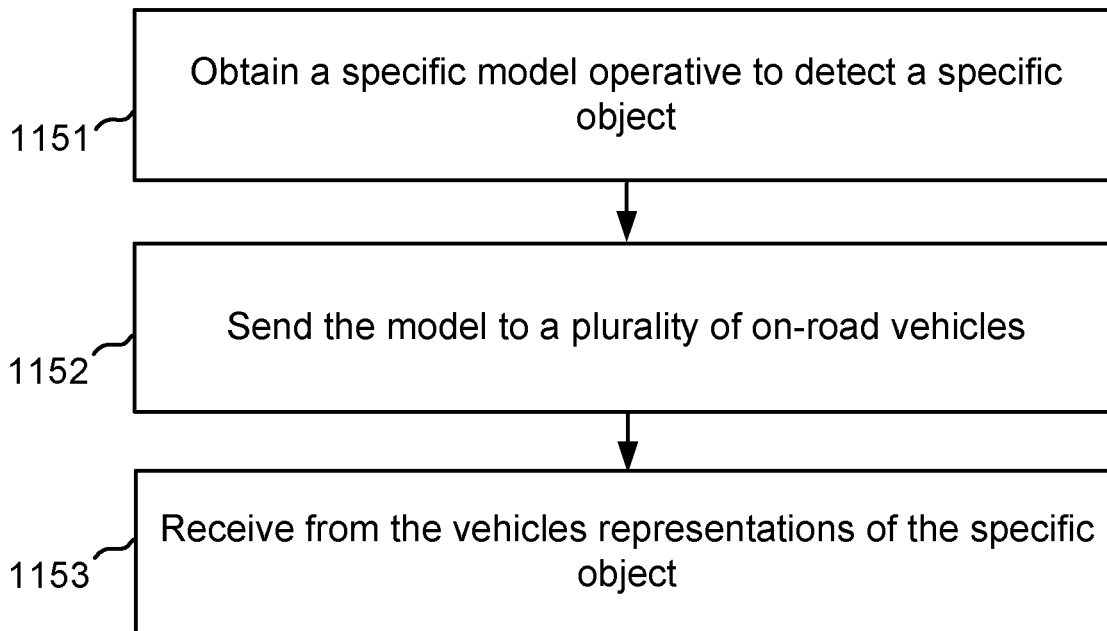 Obtain a specific model operative to detect a specific
object
1151
Send the model to a plurality of on-road vehicles
1152
Receive from the vehicles representations of the specific
object
1153